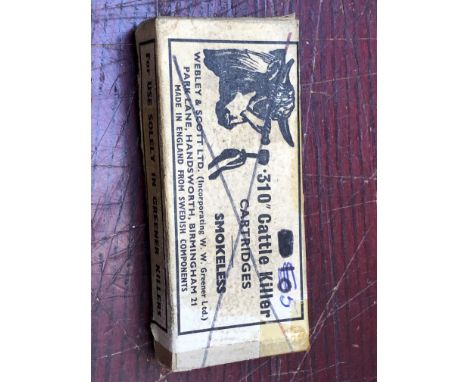 .310" Cattle Killer
CARTRIDGES
SMOKELESS
WEBLEY & SCOTT LTD. (Incorporating W. W. Greener Ltd.)
PARK LANE, HANDSWORTH, BIRMINGHAM 21
MADE IN ENGLAND FROM SWEDISH COMPONENTS
FOR USE SOLELY IN GREENER KILLERS